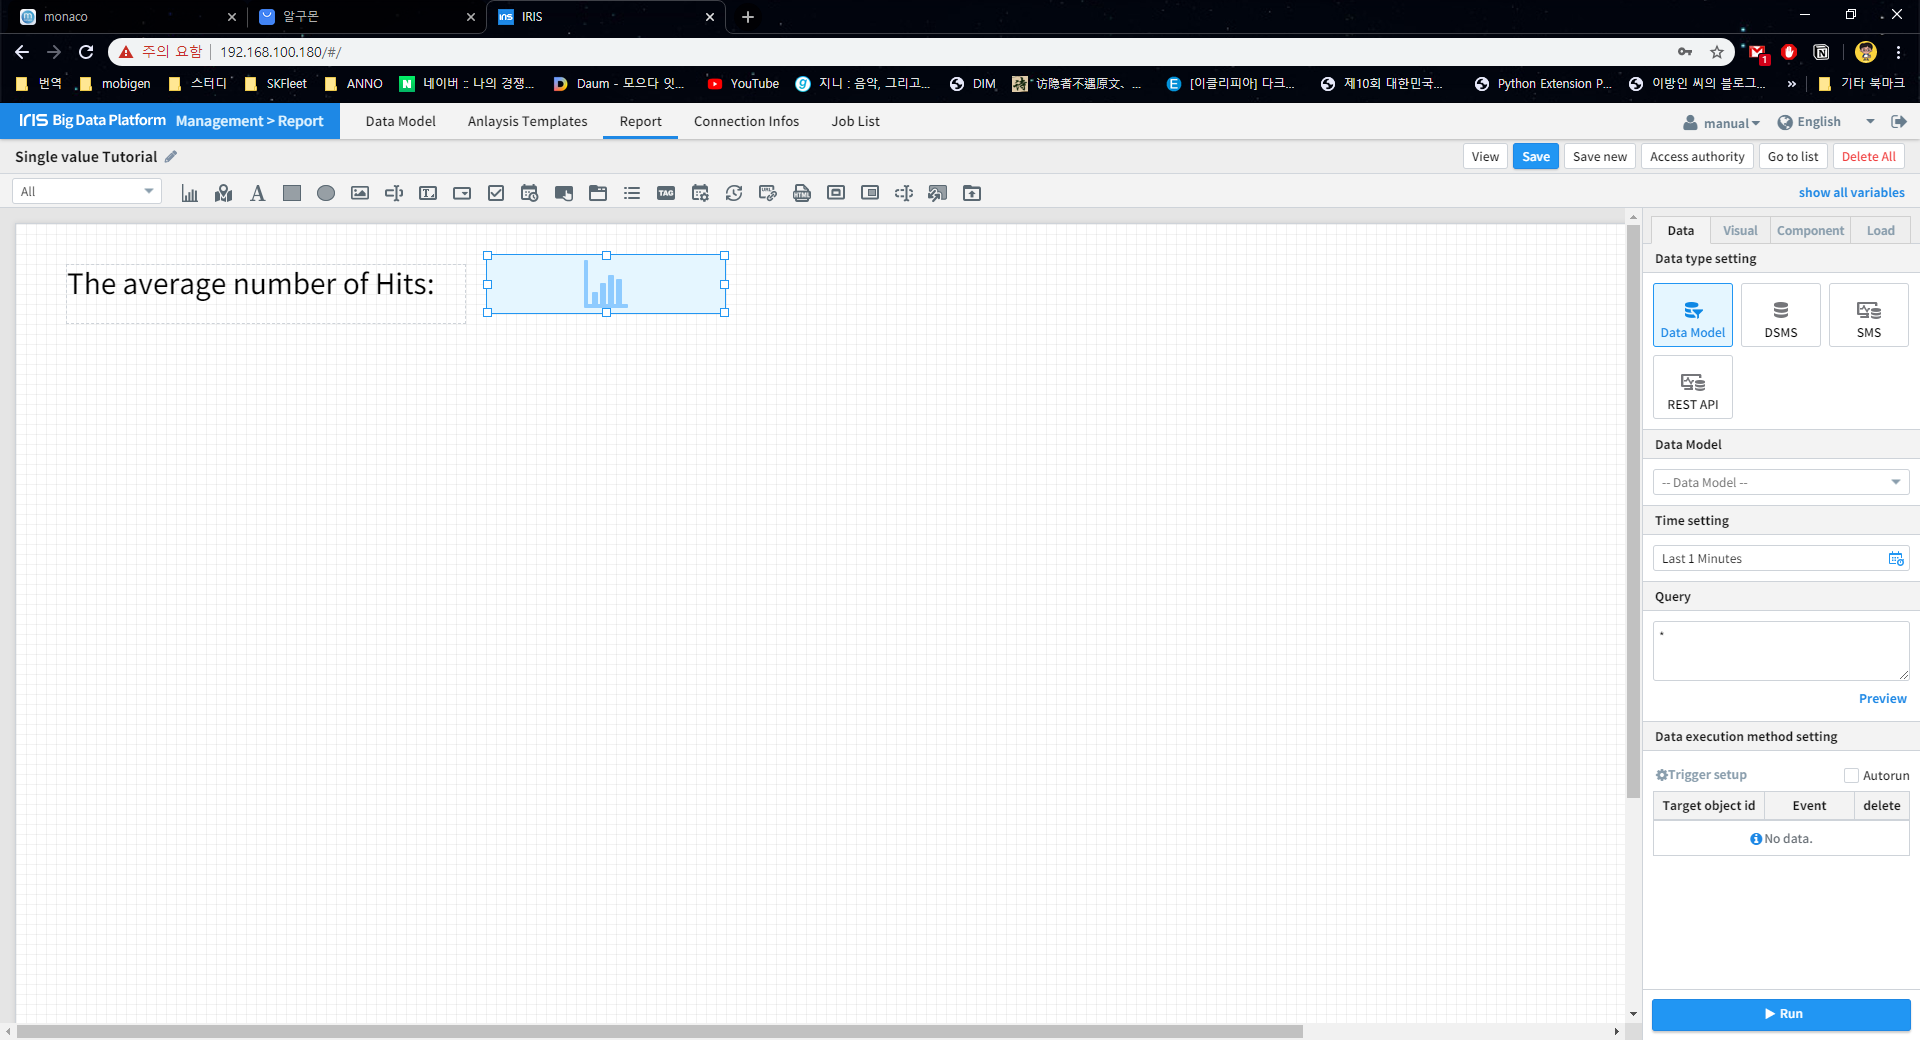 monaco
알구몬
IRIS
주의 요함
192.168.100.180/#/
번역
mobigen
스터디
SKFleet
ANNO
네이버 :: 나의 경쟁...
Daum - 모으다 잇...
YouTube
지니 : 음악, 그리고...
DIM
访隐者不遇原文、...
[이클리피아] 다크...
제10회 대한민국...
Python Extension P...
이방인 씨의 블로그...
기타 북마크
IRIS Big Data Platform
Management > Report
Data Model
Anlaysis Templates
Report
Connection Infos
Job List
manual
English
Single value Tutorial
View
Save
Save new
Access authority
Go to list
Delete All
All
show all variables
The average number of Hits:
Data
Visual
Component
Load
Data type setting
Data Model
DSMS
SMS
REST API
Data Model
-- Data Model --
Time setting
Last 1 Minutes
Query
*
Preview
Data execution method setting
Trigger setup
Autorun
Target object id
Event
delete
No data.
Run